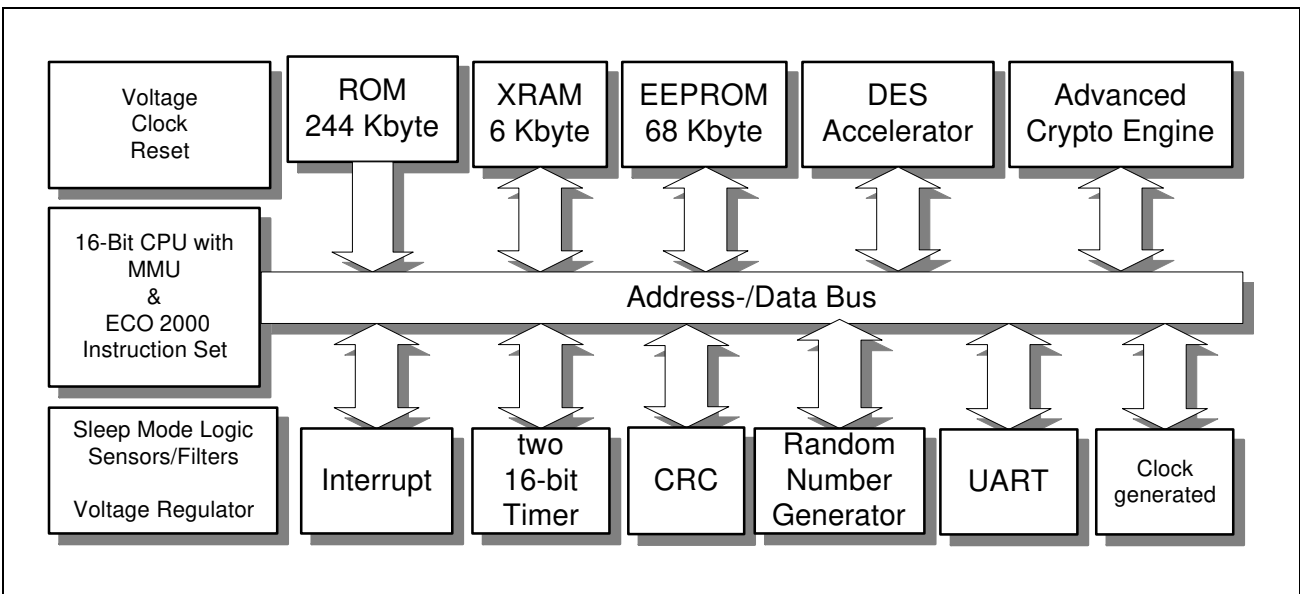 Voltage
Clock
Reset
ROM
244 Kbyte
XRAM
6 Kbyte
EEPROM
68 Kbyte
DES
Accelerator
Advanced
Crypto Engine
16-Bit CPU with
MMU
&
ECO 2000
Instruction Set
Address-/Data Bus
Sleep Mode Logic
Sensors/Filters
Voltage Regulator
Interrupt
two
16-bit
Timer
CRC
Random
Number
Generator
UART
Clock
generated